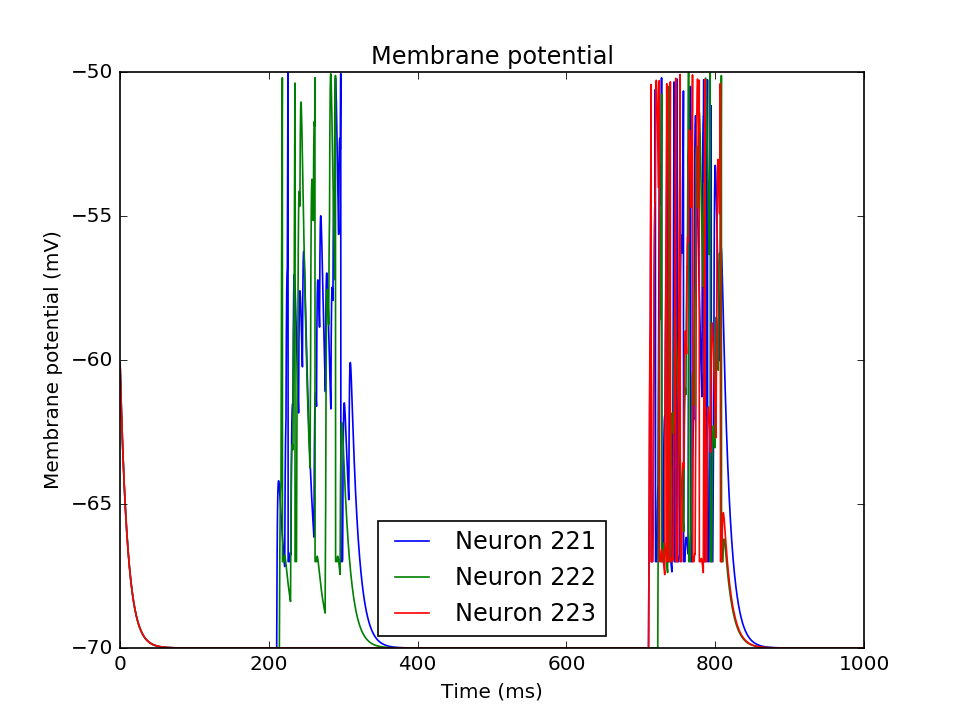 Membrane potential
Membrane potential (mV)
−50
−55
−60
−65
−70
Neuron 221
Neuron 222
Neuron 223
0
200
400
600
800
1000
Time (ms)